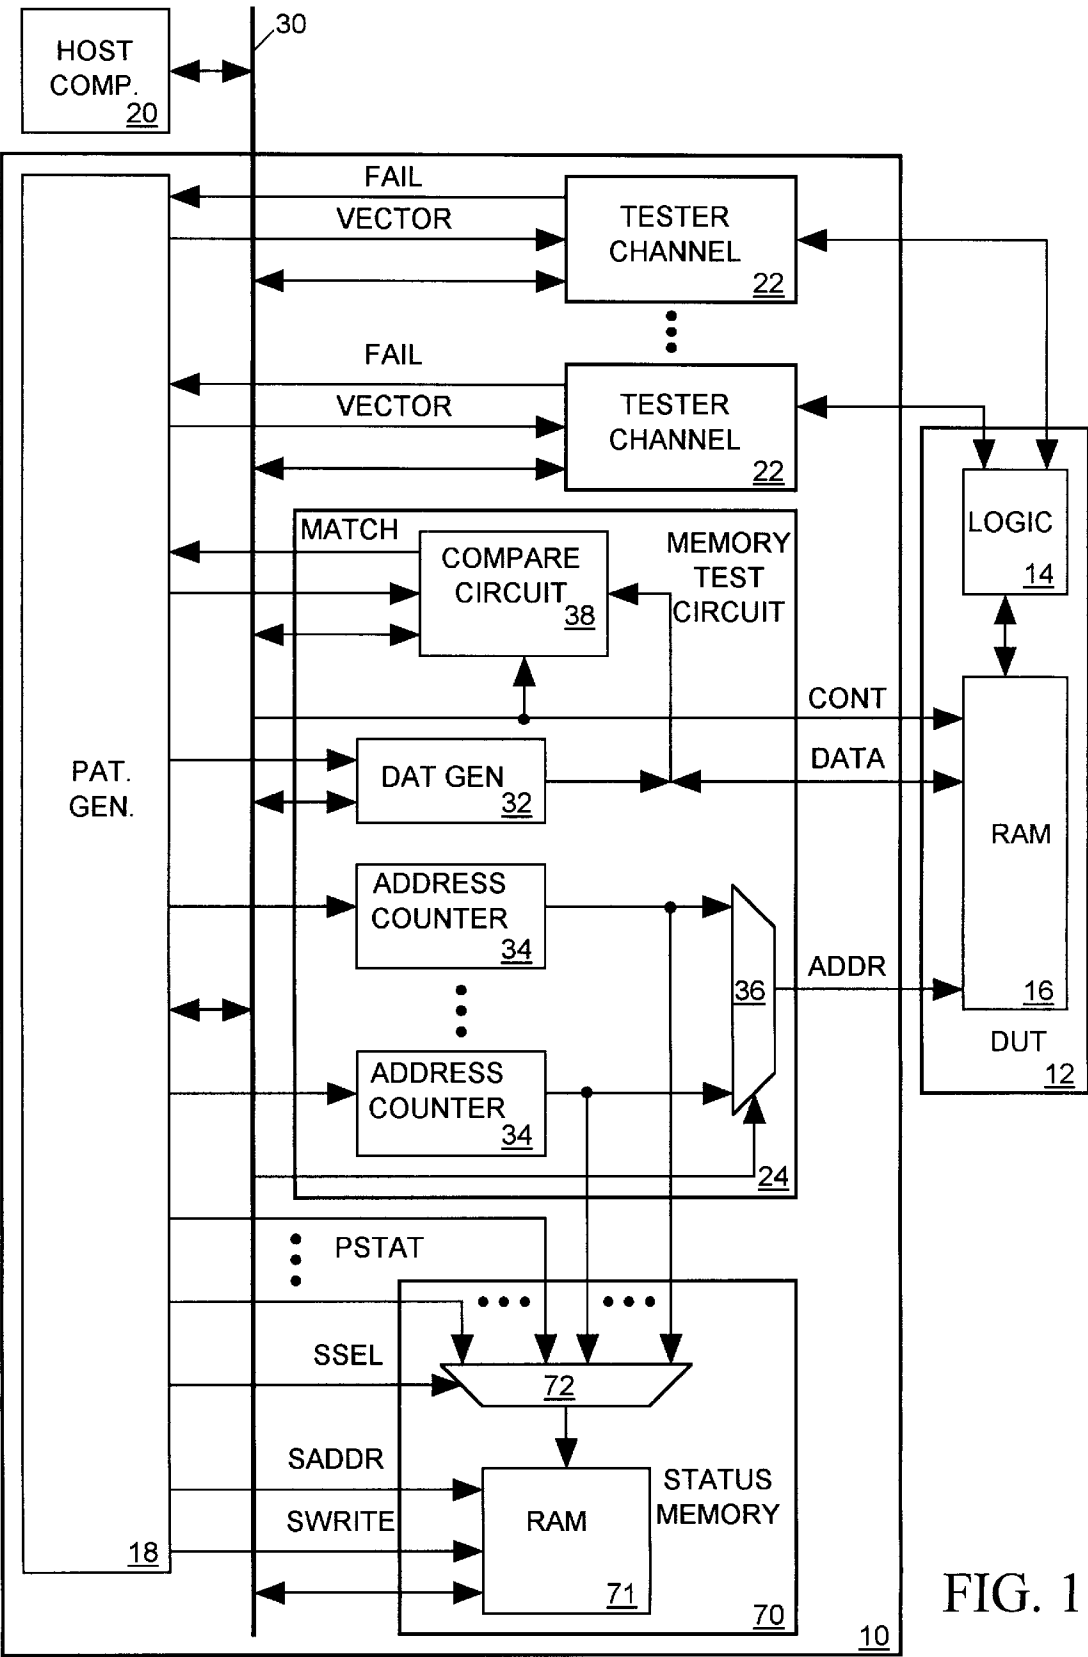 30
HOST
COMP.
20
FAIL
VECTOR
TESTER
CHANNEL
22
FAIL
VECTOR
TESTER
CHANNEL
22
LOGIC
14
MATCH
COMPARE
CIRCUIT
38
MEMORY
TEST
CIRCUIT
CONT
DATA
PAT.
GEN.
DAT GEN
32
RAM
16
DUT
12
ADDRESS
COUNTER
34
36
ADDR
ADDRESS
COUNTER
34
24
PSTAT
SSEL
72
SADDR
SWRITE
RAM
71
STATUS
MEMORY
70
18
10
FIG. 1